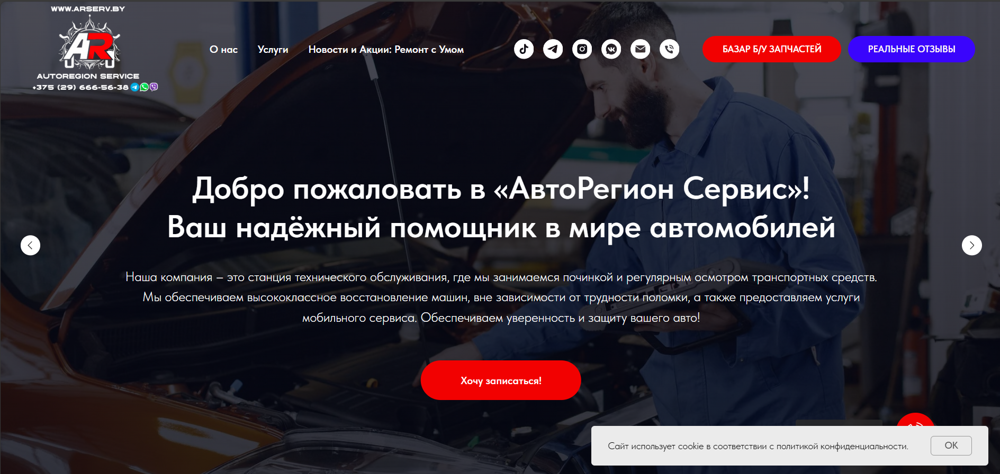 WWW.ARSERV.BY
AR
AUTOREGION SERVICE
+375 (29) 666-56-38
О нас
Услуги
Новости и Акции: Ремонт с Умом
БАЗАР Б/У ЗАПЧАСТЕЙ
РЕАЛЬНЫЕ ОТЗЫВЫ
Добро пожаловать в «АвтоРегион Сервис»!
Ваш надёжный помощник в мире автомобилей
Наша компания – это станция технического обслуживания, где мы занимаемся починкой и регулярным осмотром транспортных средств.
Мы обеспечиваем высококлассное восстановление машин, вне зависимости от трудности поломки, а также предоставляем услуги
мобильного сервиса. Обеспечиваем уверенность и защиту вашего авто!
Хочу записаться!
Сайт использует cookie в соответствии с политикой конфиденциальности.
OK